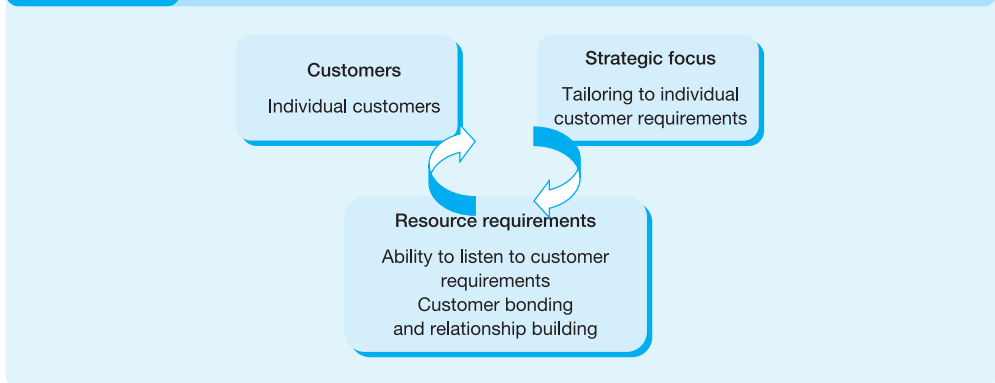 Customers
Individual customers
Strategic focus
Tailoring to individual
customer requirements
Resource requirements
Ability to listen to customer
requirements
Customer bonding
and relationship building